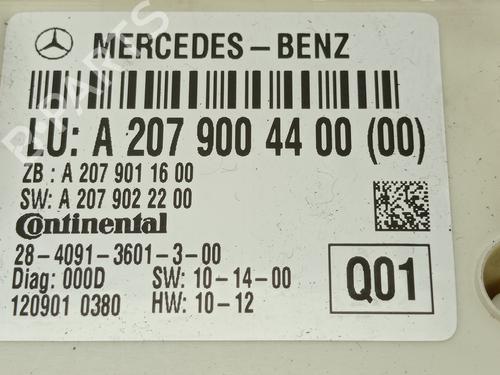 MERCEDES-BENZ
LU: A 207 900 44 00 (00)
ZB : A 207 901 16 00
SW: A 207 902 22 00
Continental
28-4091-3601-3-00
Diag: 000D SW: 10-14-00
120901 0380 HW: 10-12
Q01